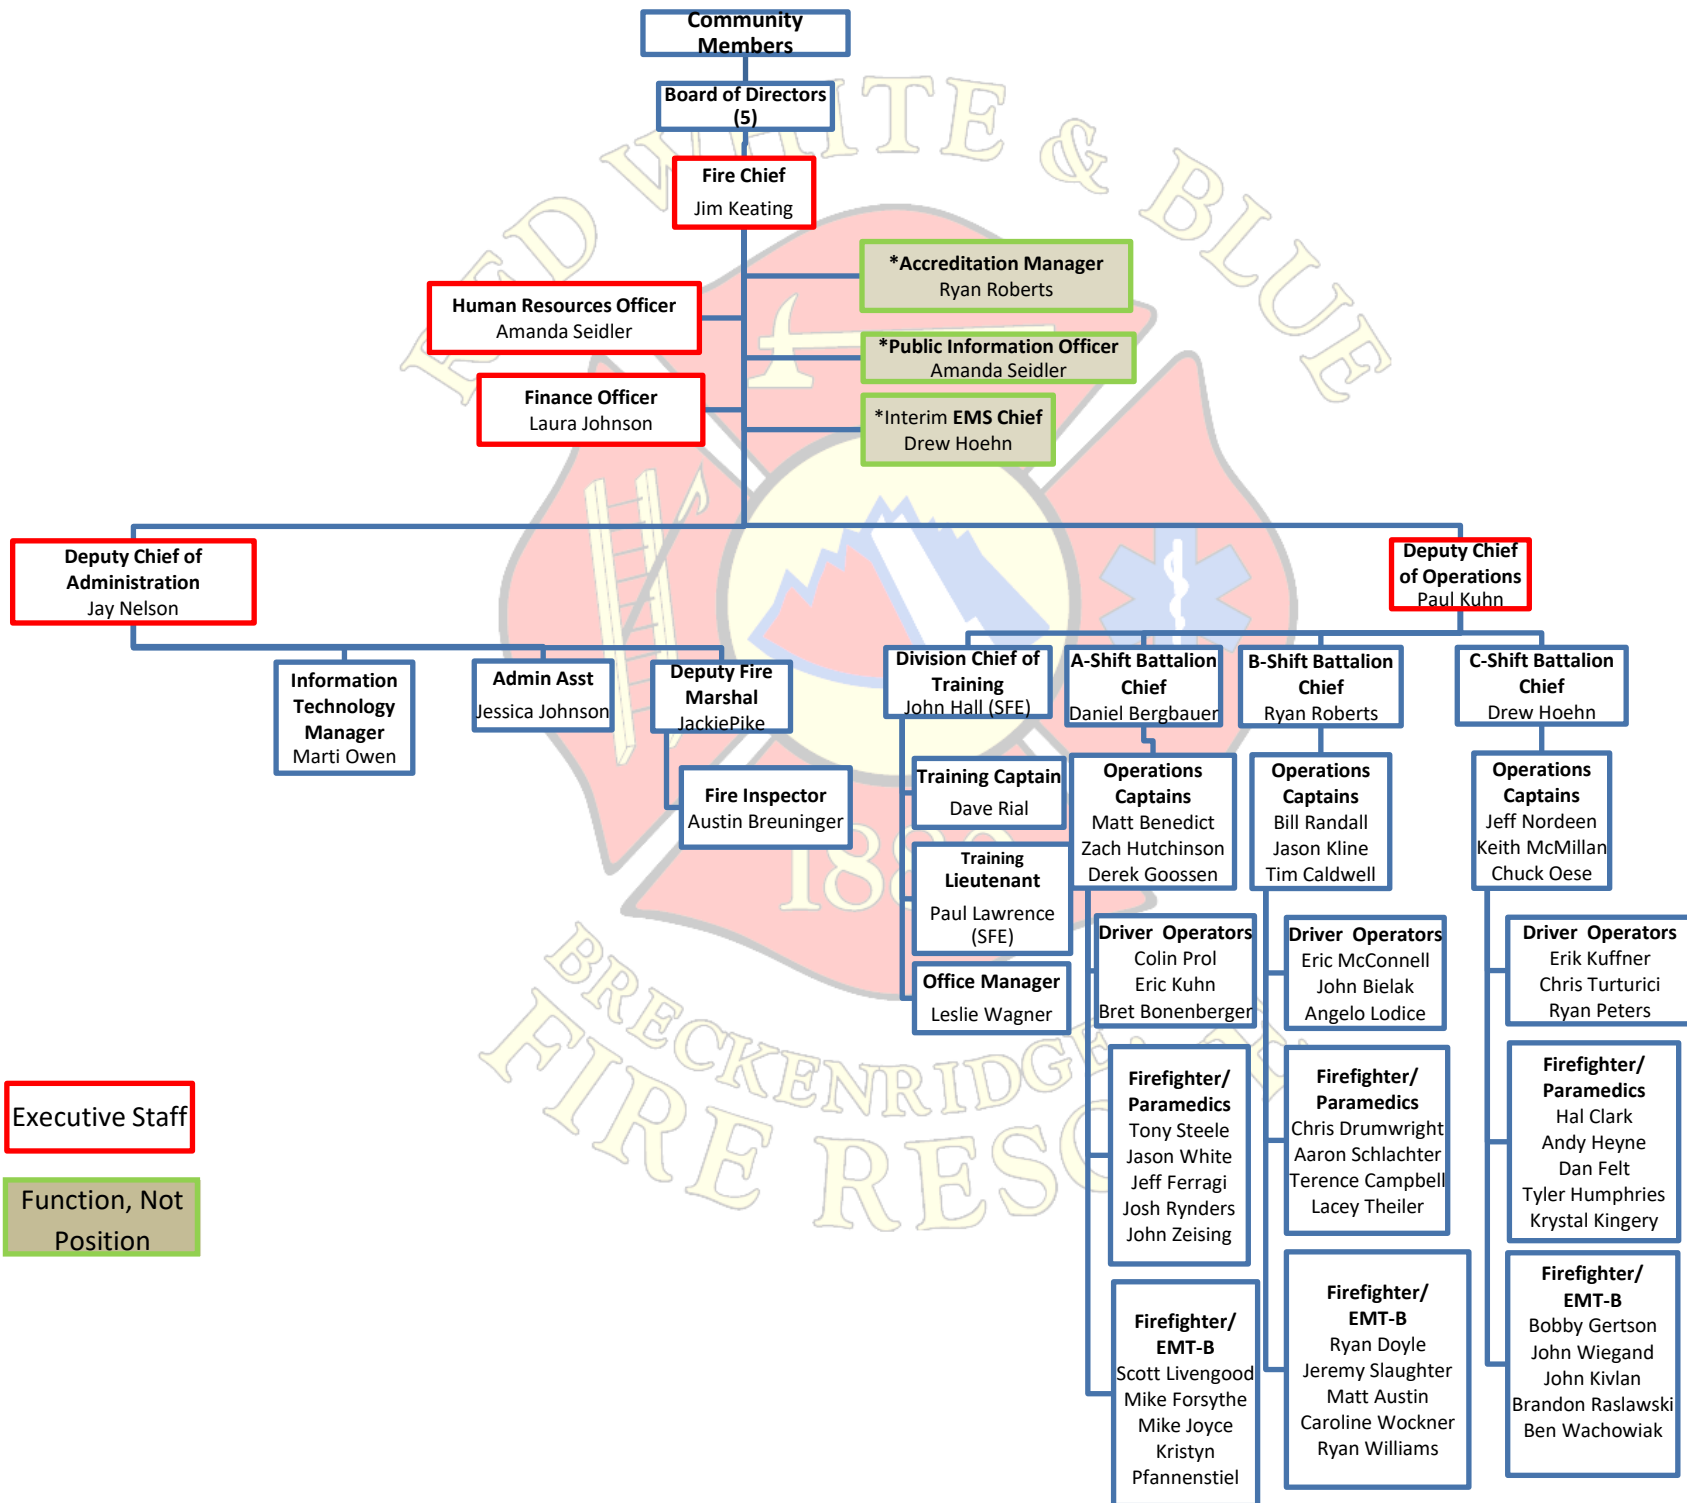 Community
Members
Board of Directors
(5)
Fire Chief
Jim Keating
*Accreditation Manager
Ryan Roberts
Human Resources Officer
Amanda Seidler
*Public Information Officer
Amanda Seidler
Finance Officer
Laura Johnson
*Interim EMS Chief
Drew Hoehn
Deputy Chief of
Administration
Jay Nelson
Deputy Chief
of Operations
Paul Kuhn
Information
Technology
Manager
Marti Owen
Admin Asst
Jessica Johnson
Deputy Fire
Marshal
JackiePike
Fire Inspector
Austin Breuninger
Division Chief of
Training
John Hall (SFE)
Training Captain
Dave Rial
Training
Lieutenant
Paul Lawrence
(SFE)
Office Manager
Leslie Wagner
A-Shift Battalion
Chief
Daniel Bergbauer
Operations
Captains
Matt Benedict
Zach Hutchinson
Derek Goossen
Driver Operators
Colin Prol
Eric Kuhn
Bret Bonenberger
Firefighter/
Paramedics
Tony Steele
Jason White
Jeff Ferragi
Josh Rynders
John Zeising
Firefighter/
EMT-B
Scott Livengood
Mike Forsythe
Mike Joyce
Kristyn
Pfannenstiel
B-Shift Battalion
Chief
Ryan Roberts
Operations
Captains
Bill Randall
Jason Kline
Tim Caldwell
Driver Operators
Eric McConnell
John Bielak
Angelo Lodice
Firefighter/
Paramedics
Chris Drumwright
Aaron Schlachter
Terence Campbell
Lacey Theiler
Firefighter/
EMT-B
Ryan Doyle
Jeremy Slaughter
Matt Austin
Caroline Wockner
Ryan Williams
C-Shift Battalion
Chief
Drew Hoehn
Operations
Captains
Jeff Nordeen
Keith McMillan
Chuck Oese
Driver Operators
Erik Kuffner
Chris Turturici
Ryan Peters
Firefighter/
Paramedics
Hal Clark
Andy Heyne
Dan Felt
Tyler Humphries
Krystal Kingery
Firefighter/
EMT-B
Bobby Gertson
John Wiegand
John Kivlan
Brandon Raslawski
Ben Wachowiak
Executive Staff
Function, Not
Position
RED WHITE & BLUE
BRECKENRIDGE,
FIRE